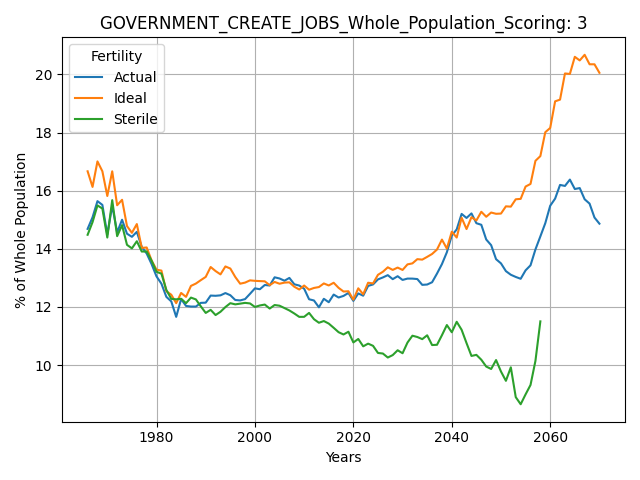 GOVERNMENT_CREATE_JOBS_Whole_Population_Scoring: 3
Fertility
Actual
Ideal
Sterile
% of Whole Population
20
18
16
14
12
10
1980 2000 2020 2040 2060
Years